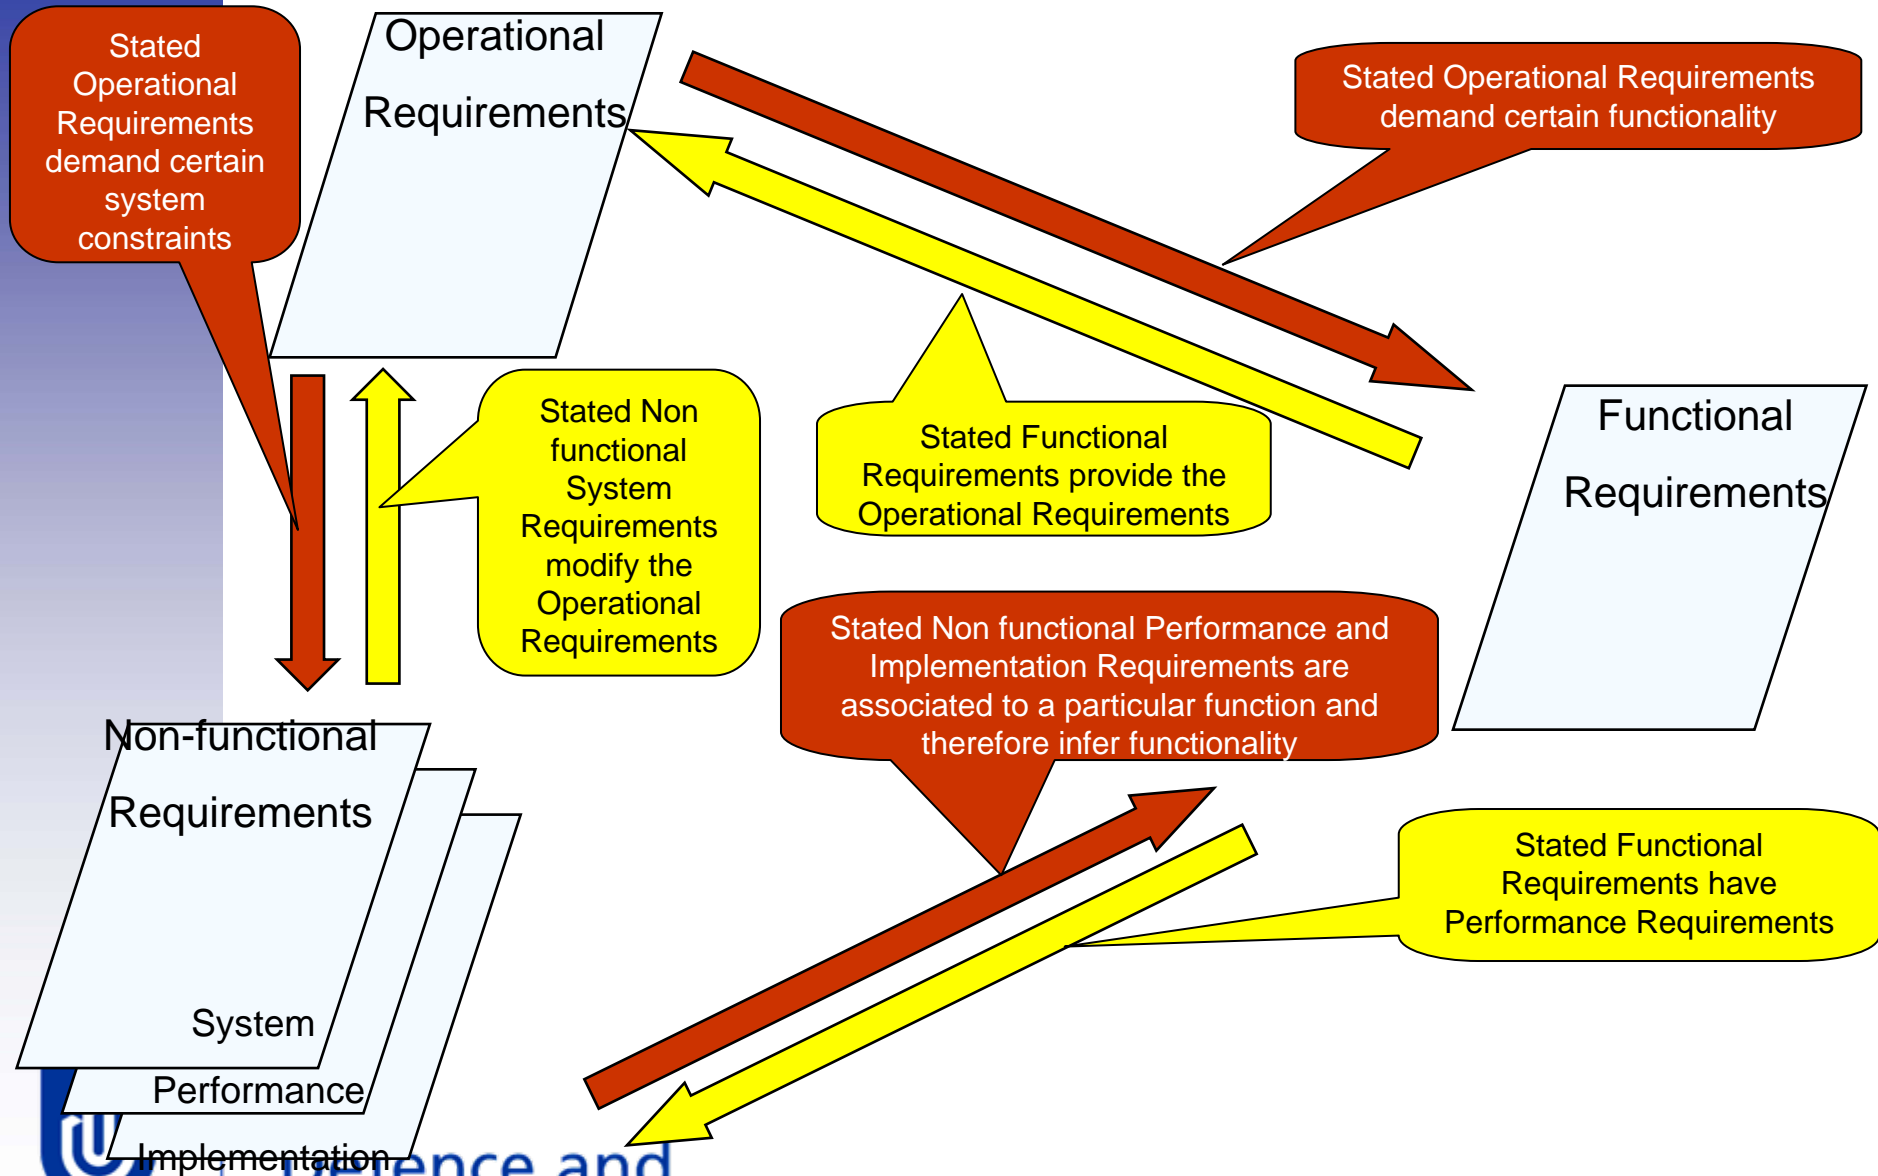 Stated
Operational
Requirements
demand certain
system
constraints
Operational
Requirements
Stated Operational Requirements
demand certain functionality
Stated Non
functional
System
Requirements
modify the
Operational
Requirements
Stated Functional
Requirements provide the
Operational Requirements
Functional
Requirements
Stated Non functional Performance and
Implementation Requirements are
associated to a particular function and
therefore infer functionality
Non-functional
Requirements
System
Performance
Implementation
Stated Functional
Requirements have
Performance Requirements
Defence and